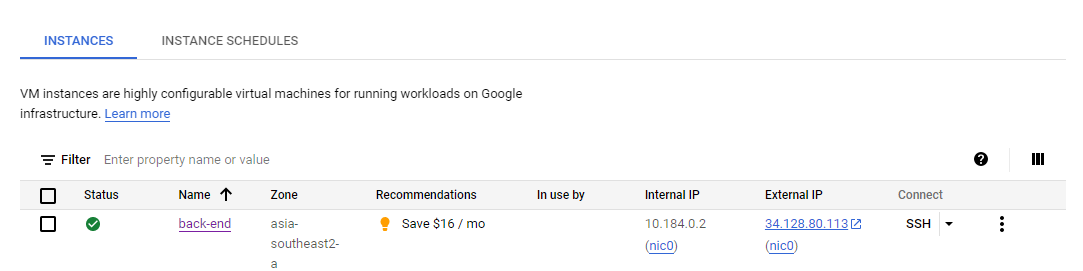 INSTANCES INSTANCE SCHEDULES
VM instances are highly configurable virtual machines for running workloads on Google
infrastructure. Learn more
Filter Enter property name or value
Status Name Zone Recommendations In use by Internal IP External IP Connect
back-end asia- Save $16 / mo 10.184.0.2 34.128.80.113 SSH
southeast2- (nic0) (nic0)
a